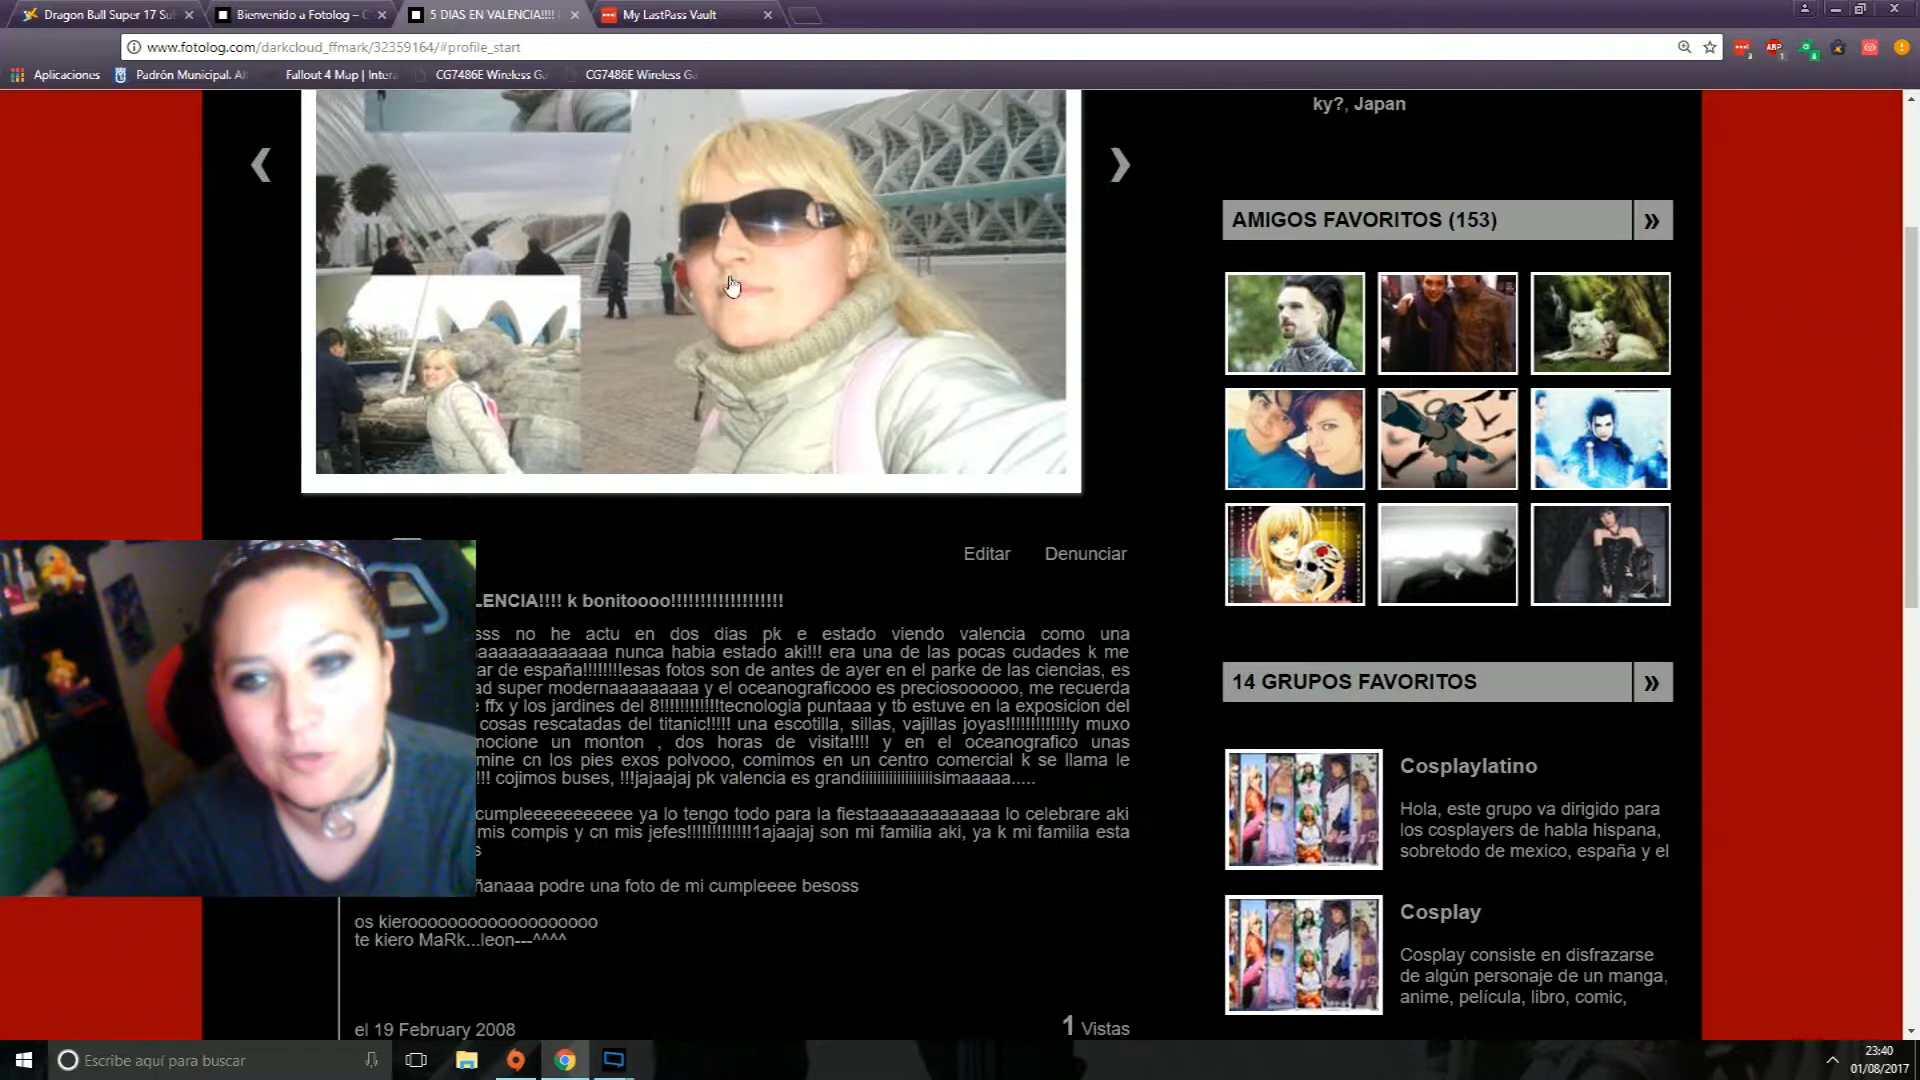 Dragon Ball Super 17 Su
Bienvenido a Fotolog –
5 DIAS EN VALENCIA!!!!
My LastPass Vault
www.fotolog.com/darkcloud_ffmark/32359164/#profile_start
Aplicaciones
Padrón Municipal. A
Fallout 4 Map | Inter
CG7486E Wireless Ga
CG7486E Wireless Ga
ky?, Japan
AMIGOS FAVORITOS (153)
Editar
Denunciar
LENCIA!!!! k bonitoooo!!!!!!!!!!!!!!!!!!!
sss no he actu en dos dias pk e estado viendo valencia como una
aaaaaaaaaaaaaa nunca habia estado aki!!! era una de las pocas cudades k me
ar de españa!!!!!!!!esas fotos son de antes de ayer en el parke de las ciencias, es
ad super modernaaaaaaaaa y el oceanograficooo es preciosoooooo, me recuerda
ffx y los jardines del 8!!!!!!!!!!!!tecnologia puntaaa y tb estuve en la exposicion del
cosas rescatadas del titanic!!!!! una escotilla, sillas, vajillas joyas!!!!!!!!!!!!!y muxo
mocione un monton , dos horas de visita!!!! y en el oceanografico unas
mine cn los pies exos polvooo, comimos en un centro comercial k se llama le
!!! cojimos buses, !!!jajaajaj pk valencia es grandiiiiiiiiiiiiiiiiiisimaaaaa.....
cumpleeeeeeeeeee ya lo tengo todo para la fiestaaaaaaaaaaaaa lo celebrare aki
mis compis y cn mis jefes!!!!!!!!!!!!!1ajaajaj son mi familia aki, ya k mi familia esta
s
ñanaaa podre una foto de mi cumpleeee besoss
os kieroooooooooooooooooooo
te kiero MaRk...leon---^^^^
el 19 February 2008
1 Vistas
14 GRUPOS FAVORITOS
Cosplaylatino
Hola, este grupo va dirigido para
los cosplayers de habla hispana,
sobretodo de mexico, españa y el
Cosplay
Cosplay consiste en disfrazarse
de algún personaje de un manga,
anime, película, libro, comic,
Escribe aquí para buscar
23:40
01/08/2017